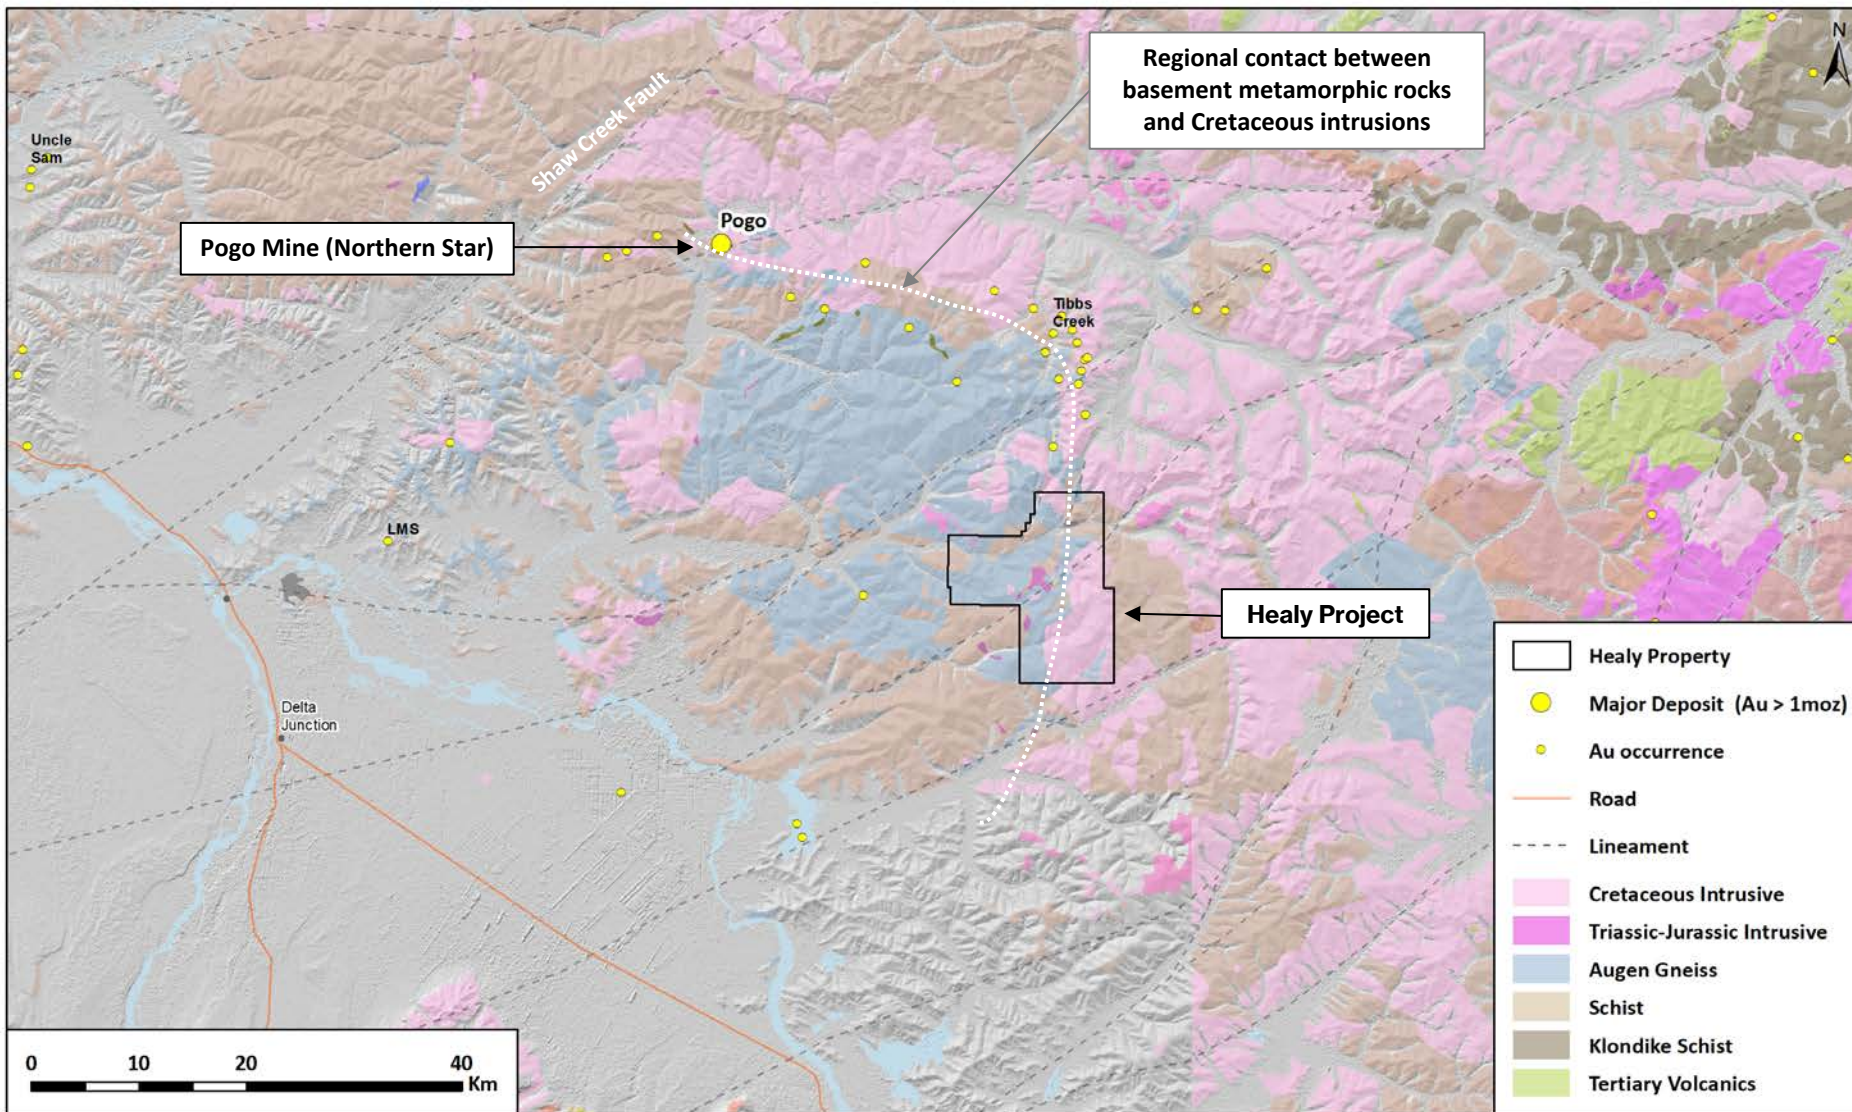 Regional contact between
basement metamorphic rocks
and Cretaceous intrusions
N
Uncle
Sam
Shaw Creek Fault
Pogo
Pogo Mine (Northern Star)
Tibbs
Creek
LMS
Healy Project
Delta
Junction
Healy Property
Major Deposit (Au > 1moz)
Au occurrence
Road
Lineament
Cretaceous Intrusive
Triassic-Jurassic Intrusive
Augen Gneiss
Schist
Klondike Schist
Tertiary Volcanics
0 10 20 40
Km